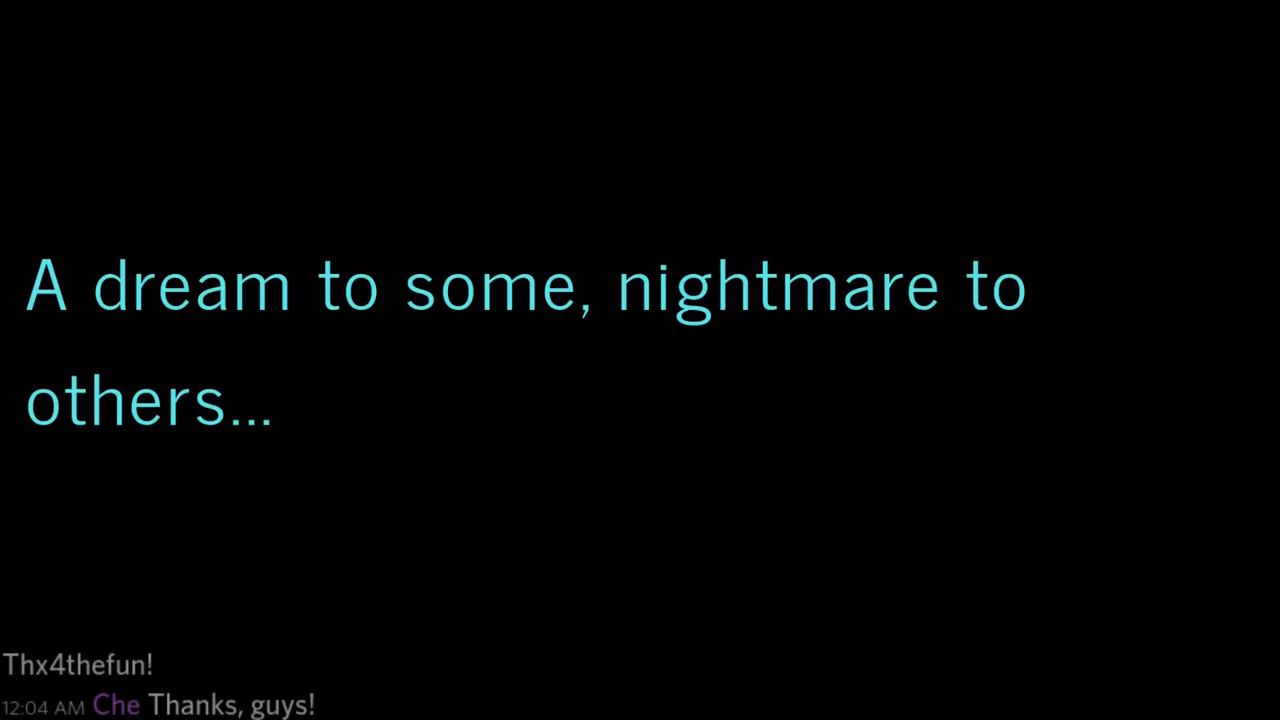 A dream to some, nightmare to
others...
Thx4thefun!
12:04 AM Che Thanks, guys!